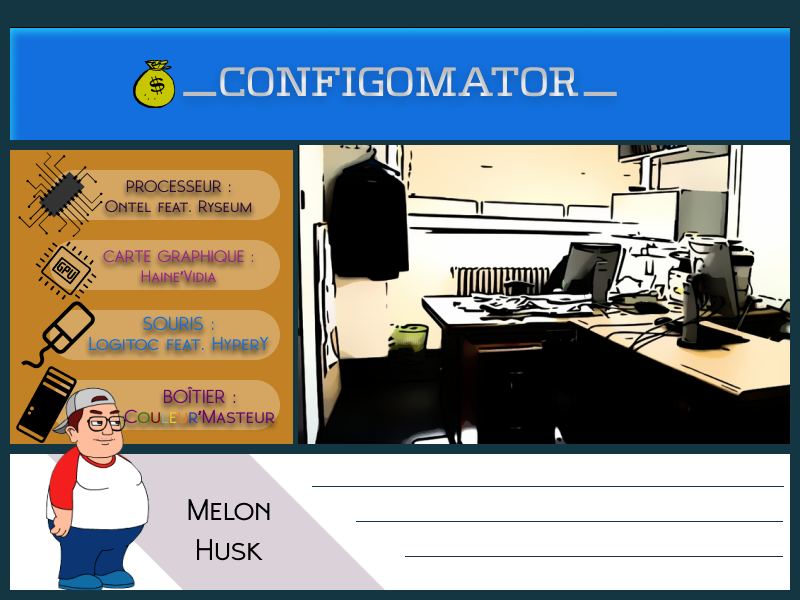 _CONFIGOMATOR_
PROCESSEUR :
Ontel feat. Ryseum
CARTE GRAPHIQUE :
Haine'Vidia
GPU
SOURIS :
Logitoc feat. HyperY
BOÎTIER :
Couleur'Masteur
Melon
Husk